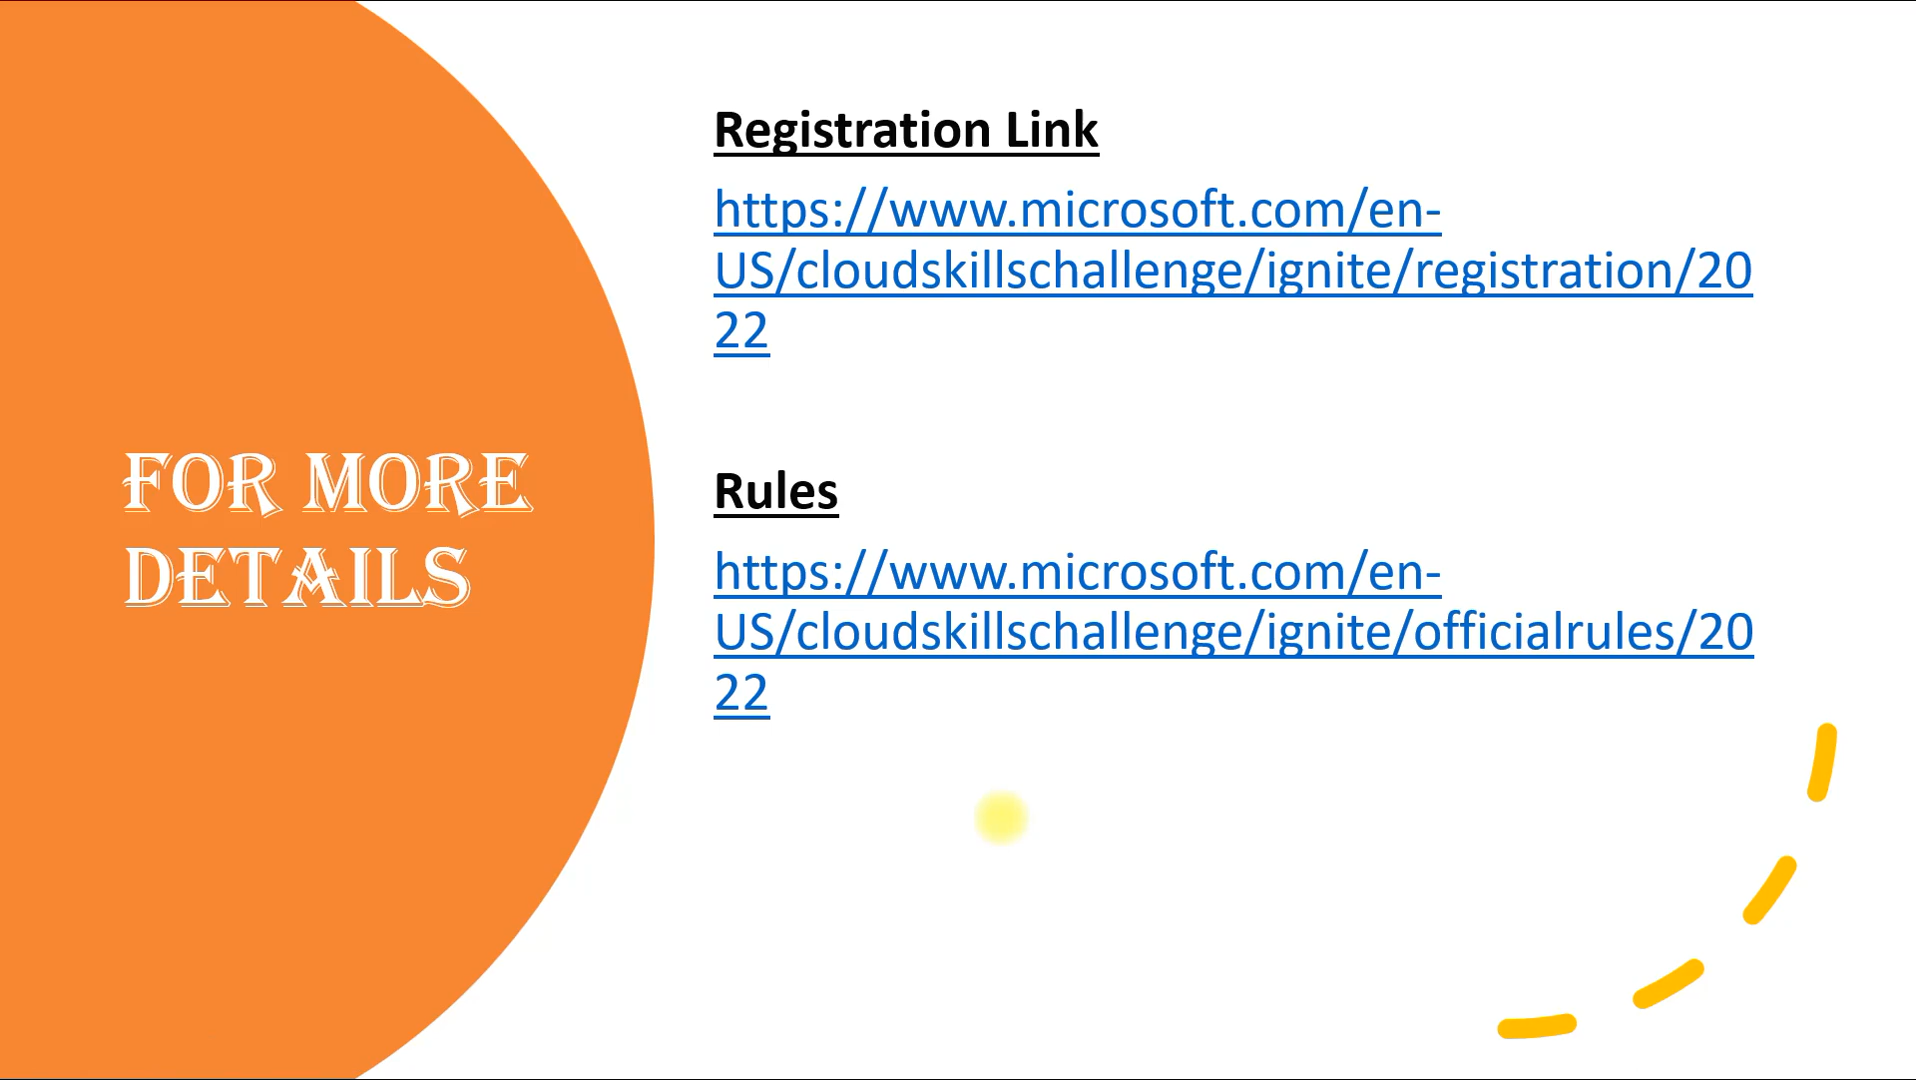 FOR MORE
DETAILS
Registration Link
https://www.microsoft.com/en-
US/cloudskillschallenge/ignite/registration/20
22
Rules
https://www.microsoft.com/en-
US/cloudskillschallenge/ignite/officialrules/20
22